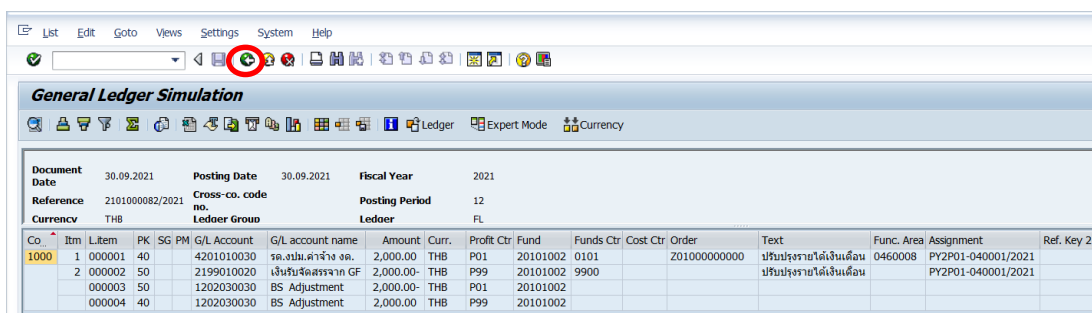 List Edit Goto Views Settings System Help
General Ledger Simulation
Ledger Expert Mode Currency
Document Date 30.09.2021 Posting Date 30.09.2021 Fiscal Year 2021
Reference 2101000082/2021 Cross-co. code no. Posting Period 12
Currency THB Ledger Group Ledger FL
Co... Itm L.item PK SG PM G/L Account G/L account name Amount Curr. Profit Ctr Fund Funds Ctr Cost Ctr Order Text Func. Area Assignment Ref. Key 2
1000 1 000001 40 4201010030 รด.งปม.ค่าจ้าง งด. 2,000.00 THB P01 20101002 0101 Z01000000000 ปรับปรุงรายได้เงินเดือน 0460008 PY2P01-040001/2021
2 000002 50 2199010020 เงินรับจัดสรรจาก GF 2,000.00- THB P99 20101002 9900 ปรับปรุงรายได้เงินเดือน PY2P01-040001/2021
000003 50 1202030030 BS Adjustment 2,000.00- THB P01 20101002
000004 40 1202030030 BS Adjustment 2,000.00 THB P99 20101002